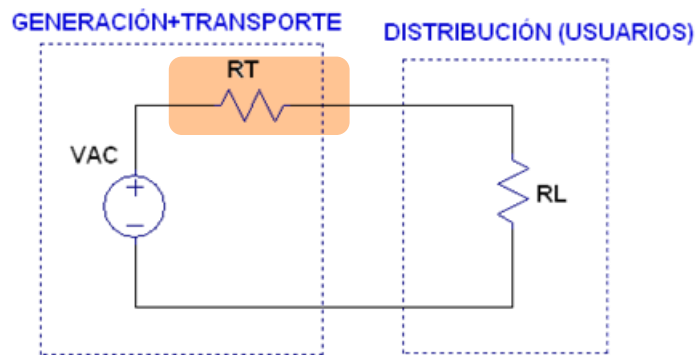 GENERACIÓN+TRANSPORTE
DISTRIBUCIÓN (USUARIOS)
RT
VAC
RL